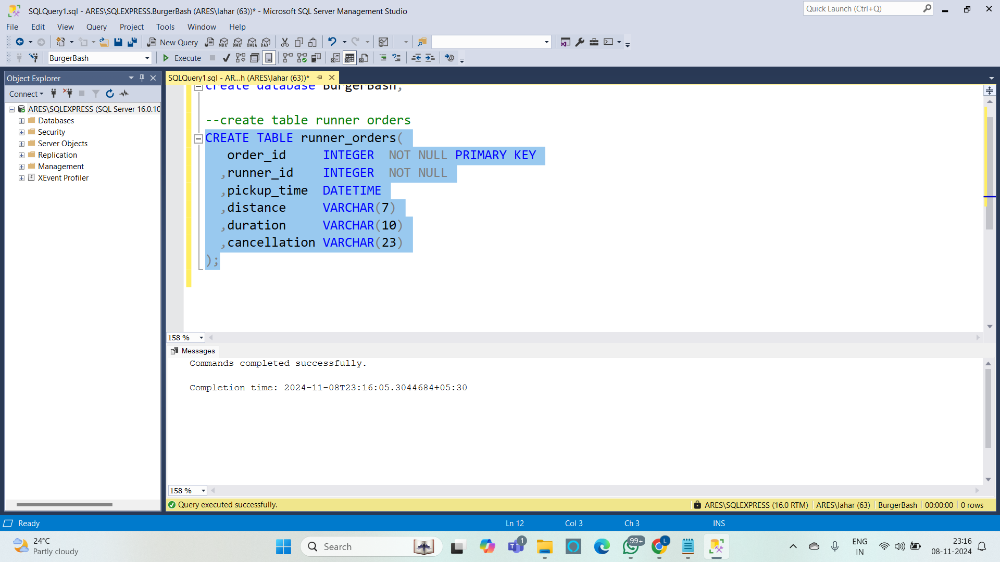 SQLQuery1.sql - ARES\SQLEXPRESS.BurgerBash (ARES\lahar (63))* - Microsoft SQL Server Management Studio
Quick Launch (Ctrl+Q)
File Edit View Query Project Tools Window Help
New Query MDX DMX XMLA DAX
BurgerBash Execute
Object Explorer
SQLQuery1.sql - AR...h (ARES\lahar (63))*
Connect
ARES\SQLEXPRESS (SQL Server 16.0.10
Databases
Security
Server Objects
Replication
Management
XEvent Profiler
create database BurgerBash;
--create table runner orders
CREATE TABLE runner_orders(
order_id INTEGER NOT NULL PRIMARY KEY
,runner_id INTEGER NOT NULL
,pickup_time DATETIME
,distance VARCHAR(7)
,duration VARCHAR(10)
,cancellation VARCHAR(23)
);
158 %
Messages
Commands completed successfully.
Completion time: 2024-11-08T23:16:05.3044684+05:30
158 %
Query executed successfully.
ARES\SQLEXPRESS (16.0 RTM) ARES\lahar (63) BurgerBash 00:00:00 0 rows
Ready Ln 12 Col 3 Ch 3 INS
24°C
Partly cloudy
Search
1
99+
L
ENG
IN
23:16
08-11-2024